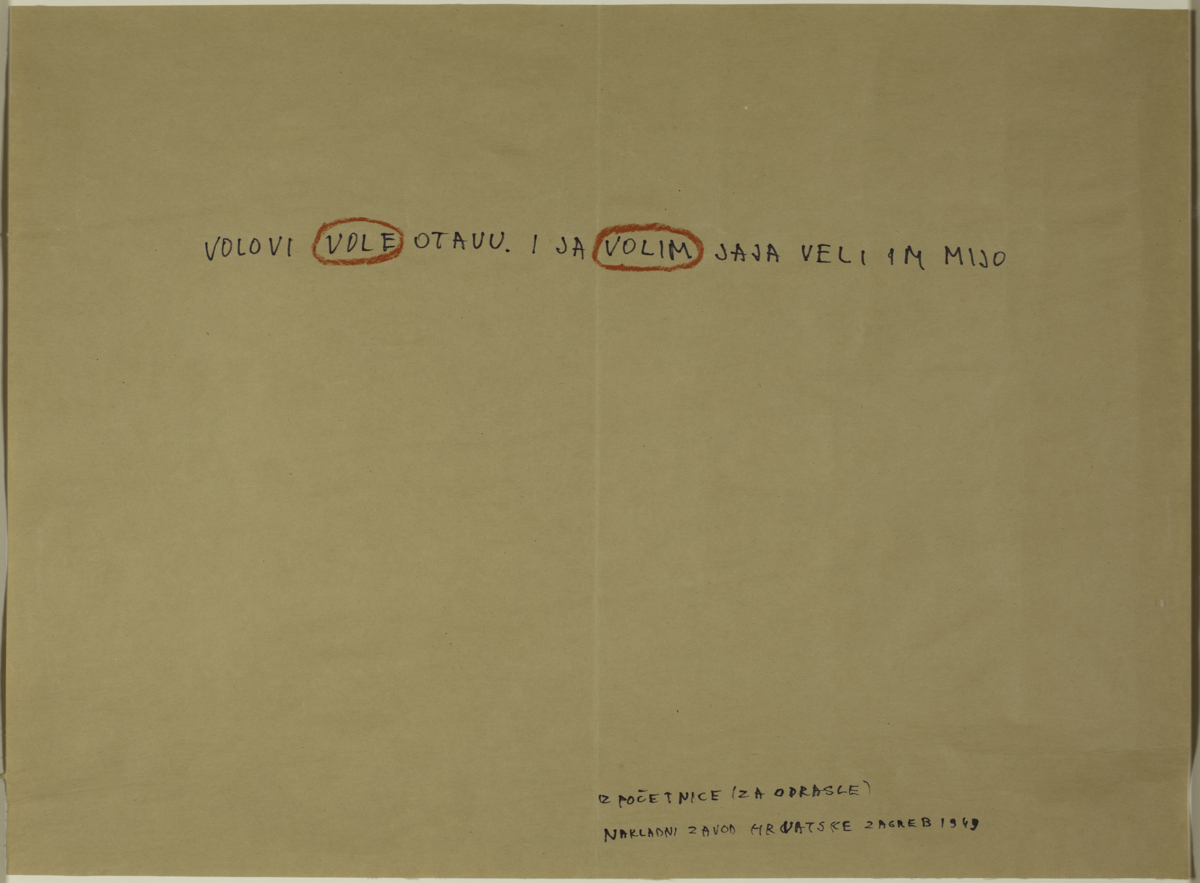 VOLOVI VOLE OTAVU. I JA VOLIM JAJA VELI IM MIJO
IZ POČETNICE (ZA ODRASLE)
NAKLADNI ZAVOD HRVATSKE ZAGREB 1949